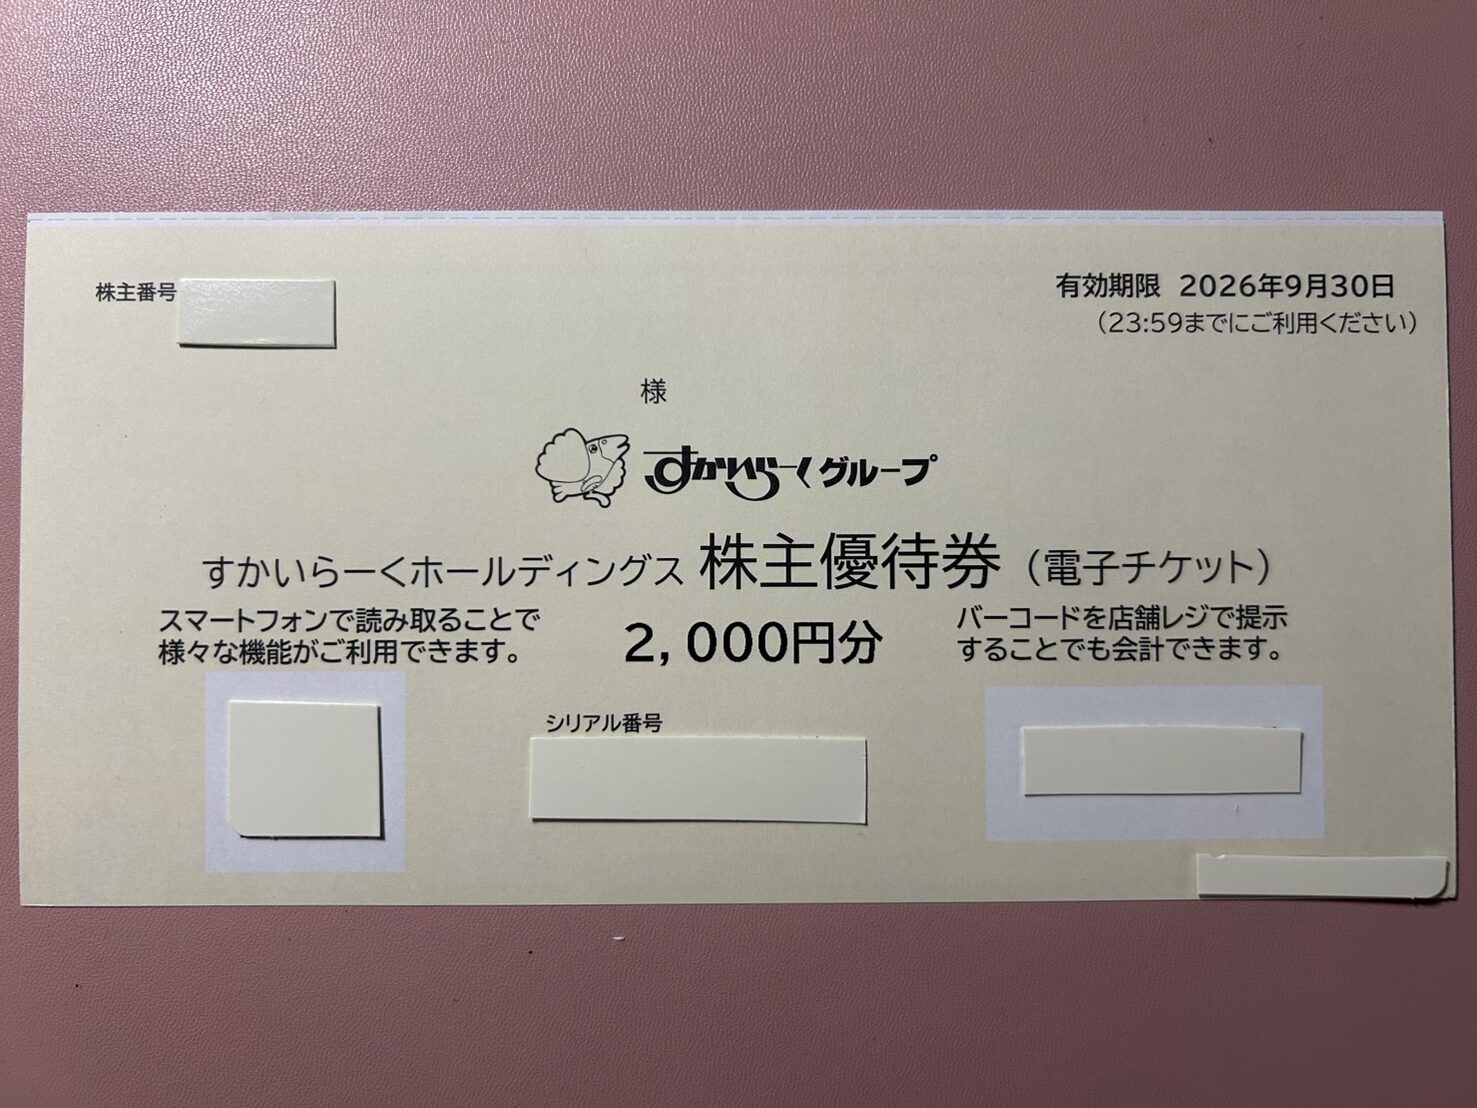 株主番号
有効期限 2026年9月30日
（23:59までにご利用ください）
様
すかいらーくグループ
すかいらーくホールディングス 株主優待券（電子チケット）
スマートフォンで読み取ることで
様々な機能がご利用できます。
2,000円分
バーコードを店舗レジで提示
することでも会計できます。
シリアル番号